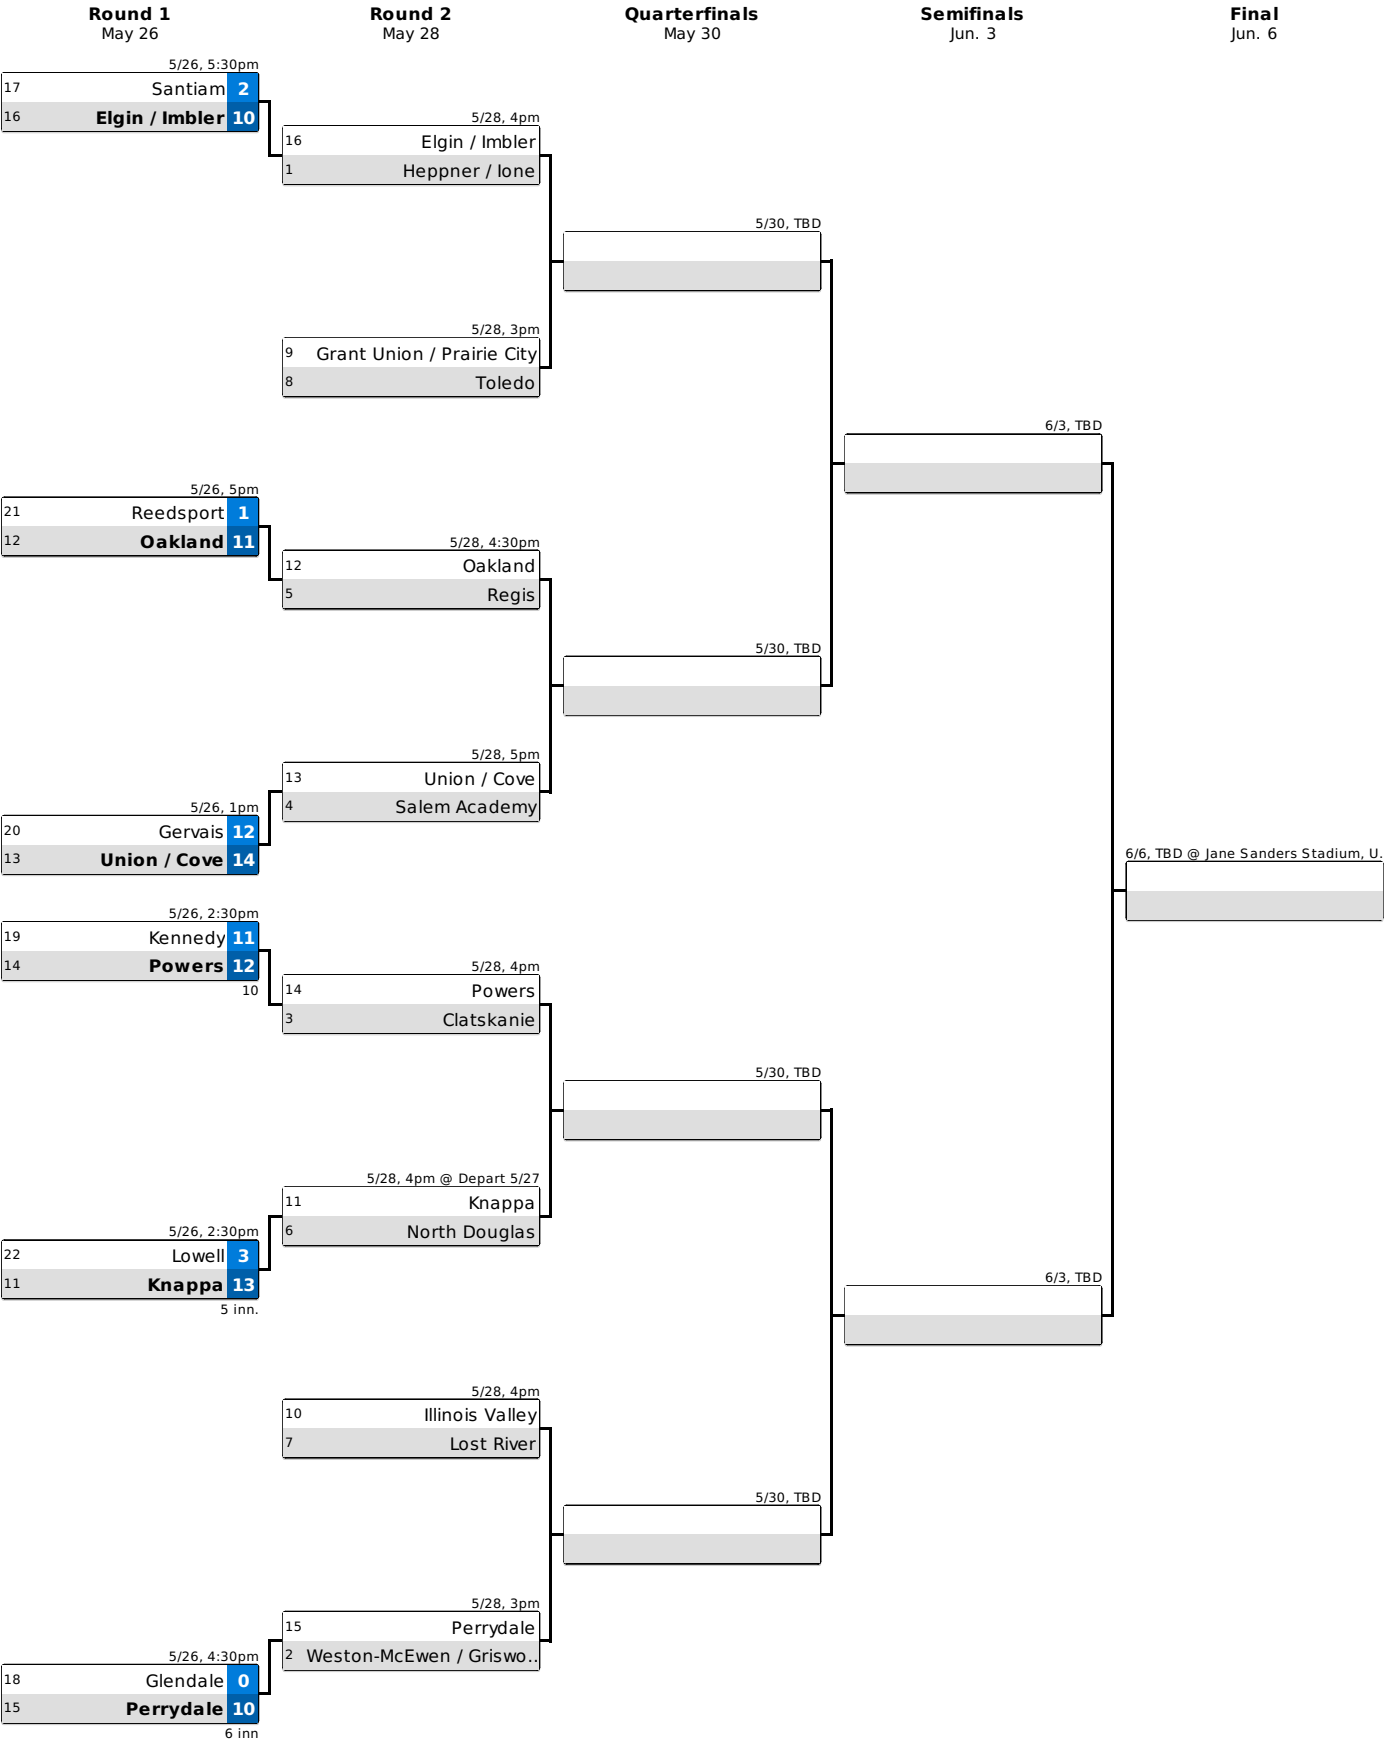 Round 1
May 26
Round 2
May 28
Quarterfinals
May 30
Semifinals
Jun. 3
Final
Jun. 6
5/26, 5:30pm
17 Santiam 2
16 Elgin / Imbler 10
5/26, 5pm
21 Reedsport 1
12 Oakland 11
5/26, 1pm
20 Gervais 12
13 Union / Cove 14
5/26, 2:30pm
19 Kennedy 11
14 Powers 12
10
5/26, 2:30pm
22 Lowell 3
11 Knappa 13
5 inn.
5/26, 4:30pm
18 Glendale 0
15 Perrydale 10
6 inn
5/28, 4pm
16 Elgin / Imbler
1 Heppner / Ione
5/28, 3pm
9 Grant Union / Prairie City
8 Toledo
5/28, 4:30pm
12 Oakland
5 Regis
5/28, 5pm
13 Union / Cove
4 Salem Academy
5/28, 4pm
14 Powers
3 Clatskanie
5/28, 4pm @ Depart 5/27
11 Knappa
6 North Douglas
5/28, 4pm
10 Illinois Valley
7 Lost River
5/28, 3pm
15 Perrydale
2 Weston-McEwen / Griswo..
5/30, TBD
5/30, TBD
5/30, TBD
5/30, TBD
6/3, TBD
6/3, TBD
6/6, TBD @ Jane Sanders Stadium, U.